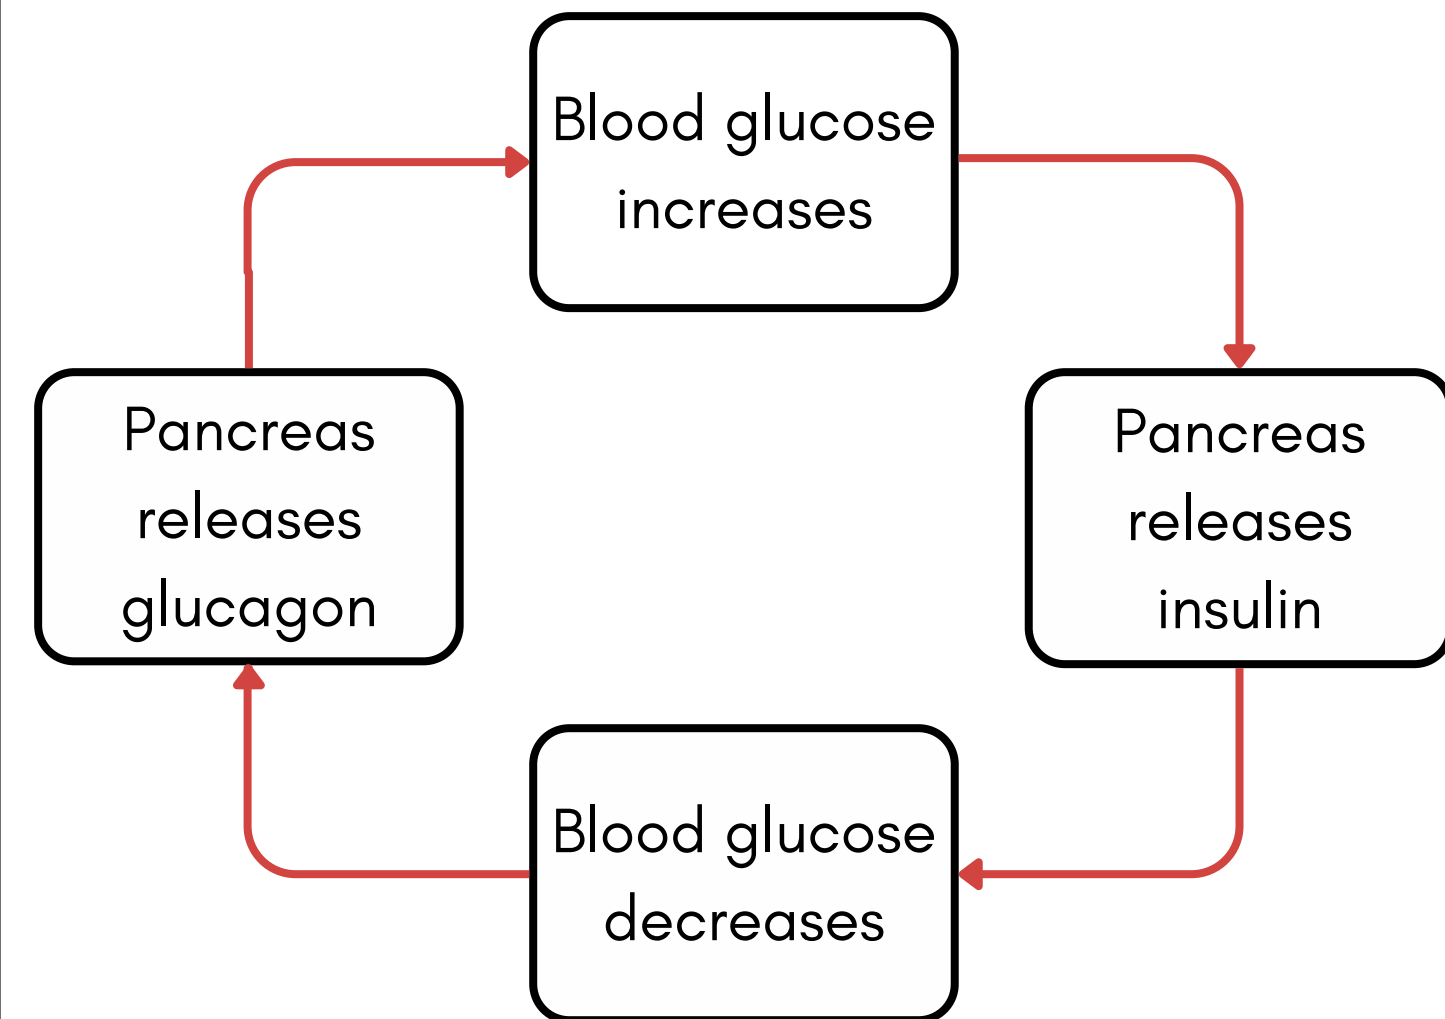 Blood glucose
increases
Pancreas
releases
insulin
Blood glucose
decreases
Pancreas
releases
glucagon